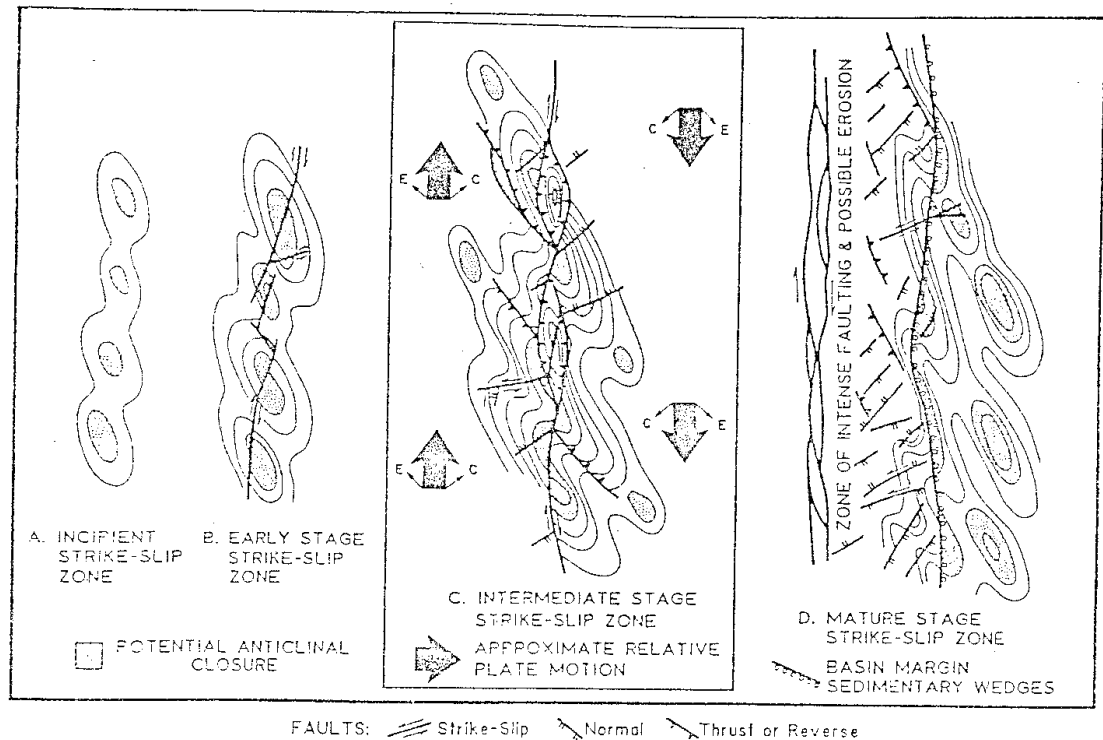 C E
E C
E C
C E
ZONE OF INTENSE FAULTING & POSSIBLE EROSION
A. INCIPIENT
STRIKE-SLIP
ZONE
B. EARLY STAGE
STRIKE-SLIP
ZONE
C. INTERMEDIATE STAGE
STRIKE-SLIP ZONE
D. MATURE STAGE
STRIKE-SLIP ZONE
POTENTIAL ANTICLINAL
CLOSURE
APPROXIMATE RELATIVE
PLATE MOTION
BASIN MARGIN
SEDIMENTARY WEDGES
FAULTS: Strike-Slip Normal Thrust or Reverse